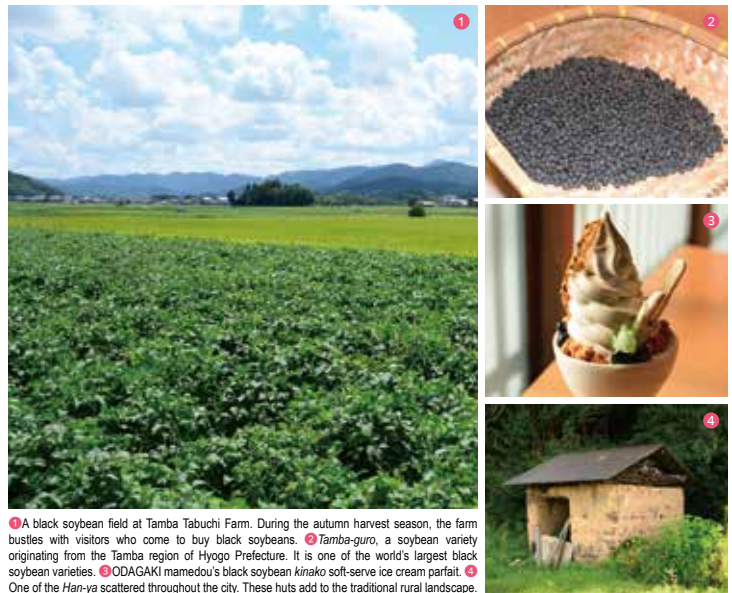 1
2
3
4
1A black soybean field at Tamba Tabuchi Farm. During the autumn harvest season, the farm
bustles with visitors who come to buy black soybeans. 2Tamba-guro, a soybean variety
originating from the Tamba region of Hyogo Prefecture. It is one of the world's largest black
soybean varieties. 3ODAGAKI mamedou's black soybean kinako soft-serve ice cream parfait. 4
One of the Han-ya scattered throughout the city. These huts add to the traditional rural landscape.